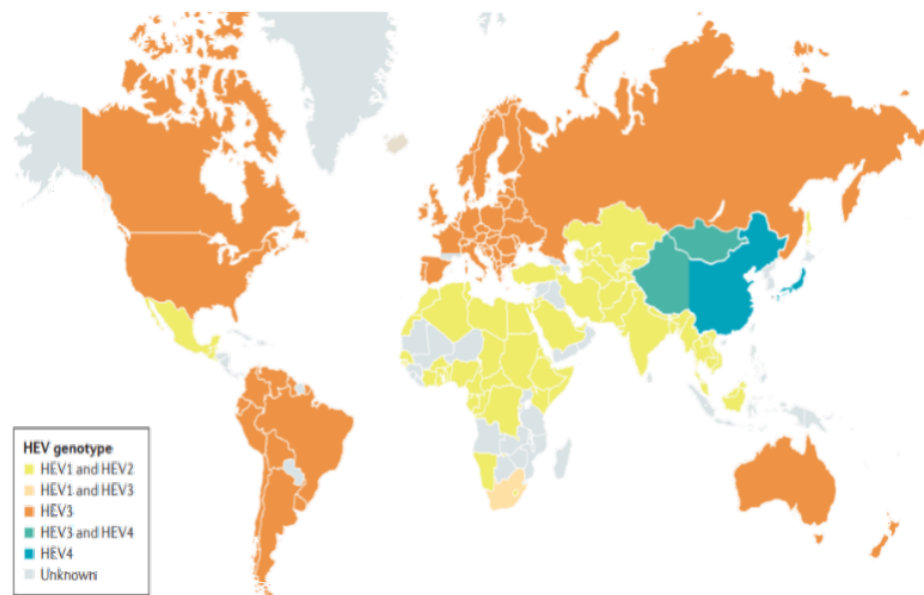 HEV genotype
HEV1 and HEV2
HEV1 and HEV3
HEV3
HEV3 and HEV4
HEV4
Unknown